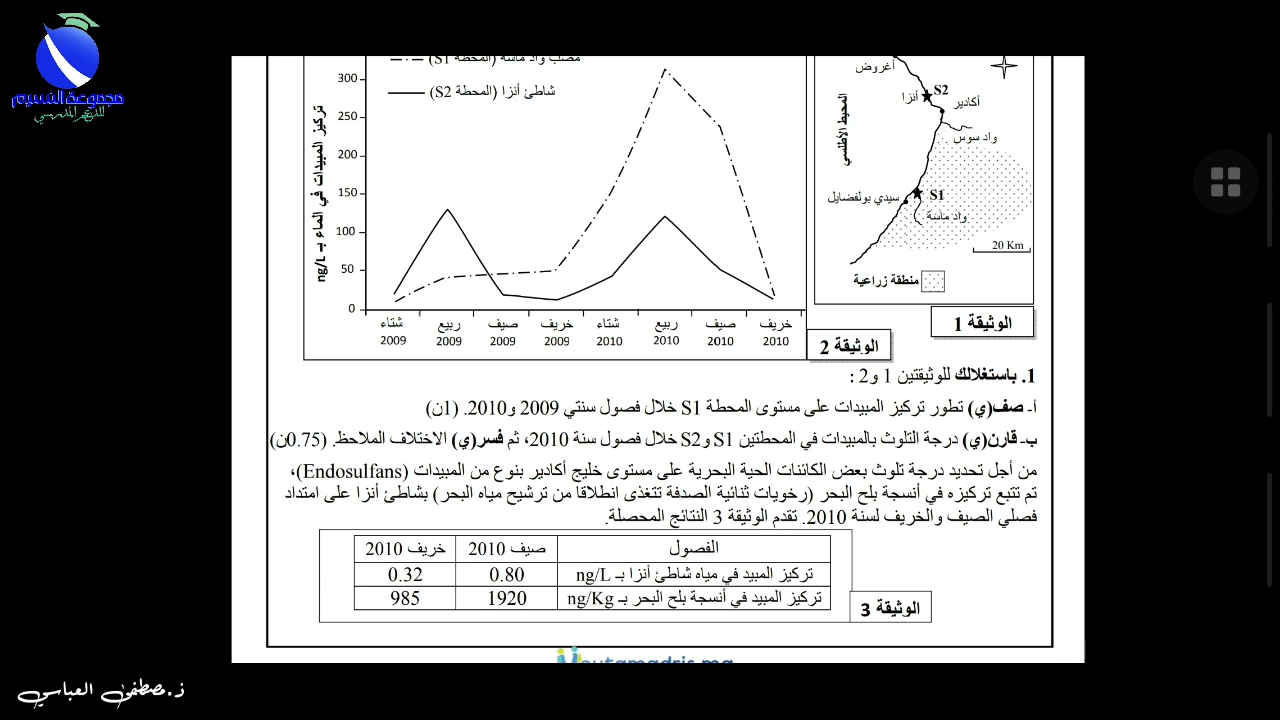 مجموعة النسيم
للدعم المدرسي
مصب واد ماسة (المحطة S1)
شاطئ أنزا (المحطة S2)
تركيز المبيدات في الماء بـ ng/L
300
250
200
150
100
50
0
شتاء 2009
ربيع 2009
صيف 2009
خريف 2009
شتاء 2010
ربيع 2010
صيف 2010
خريف 2010
الوثيقة 2
أغروض
S2
أنزا
أكادير
المحيط الأطلسي
واد سوس
S1
سيدي بولفضايل
واد ماسة
20 Km
منطقة زراعية
الوثيقة 1
1. باستغلالك للوثيقتين 1 و2 :
أ- صف(ي) تطور تركيز المبيدات على مستوى المحطة S1 خلال فصول سنتي 2009 و2010. (1ن)
ب- قارن(ي) درجة التلوث بالمبيدات في المحطتين S1 وS2 خلال فصول سنة 2010، ثم فسر(ي) الاختلاف الملاحظ. (0.75ن)
من أجل تحديد درجة تلوث بعض الكائنات الحية البحرية على مستوى خليج أكادير بنوع من المبيدات (Endosulfans)،
تم تتبع تركيزه في أنسجة بلح البحر (رخويات ثنائية الصدفة تتغذى انطلاقا من ترشيح مياه البحر) بشاطئ أنزا على امتداد
فصلي الصيف والخريف لسنة 2010. تقدم الوثيقة 3 النتائج المحصلة.
الفصول صيف 2010 خريف 2010
تركيز المبيد في مياه شاطئ أنزا بـ ng/L 0.80 0.32
تركيز المبيد في أنسجة بلح البحر بـ ng/Kg 1920 985
الوثيقة 3
Moutamadris.ma
ذ.مصطفى العباسي